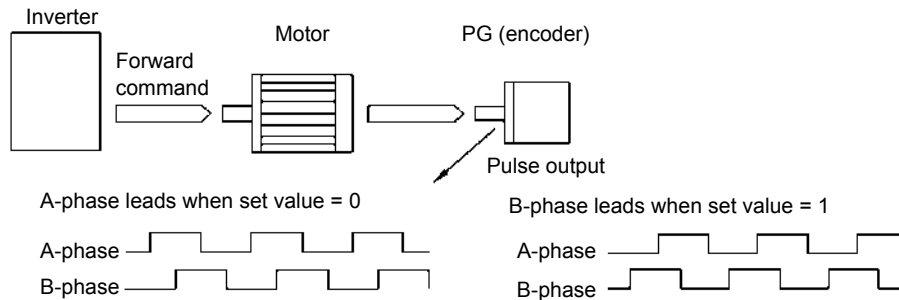 Inverter
Motor
PG (encoder)
Forward
command
Pulse output
A-phase leads when set value = 0
B-phase leads when set value = 1
A-phase
B-phase
A-phase
B-phase